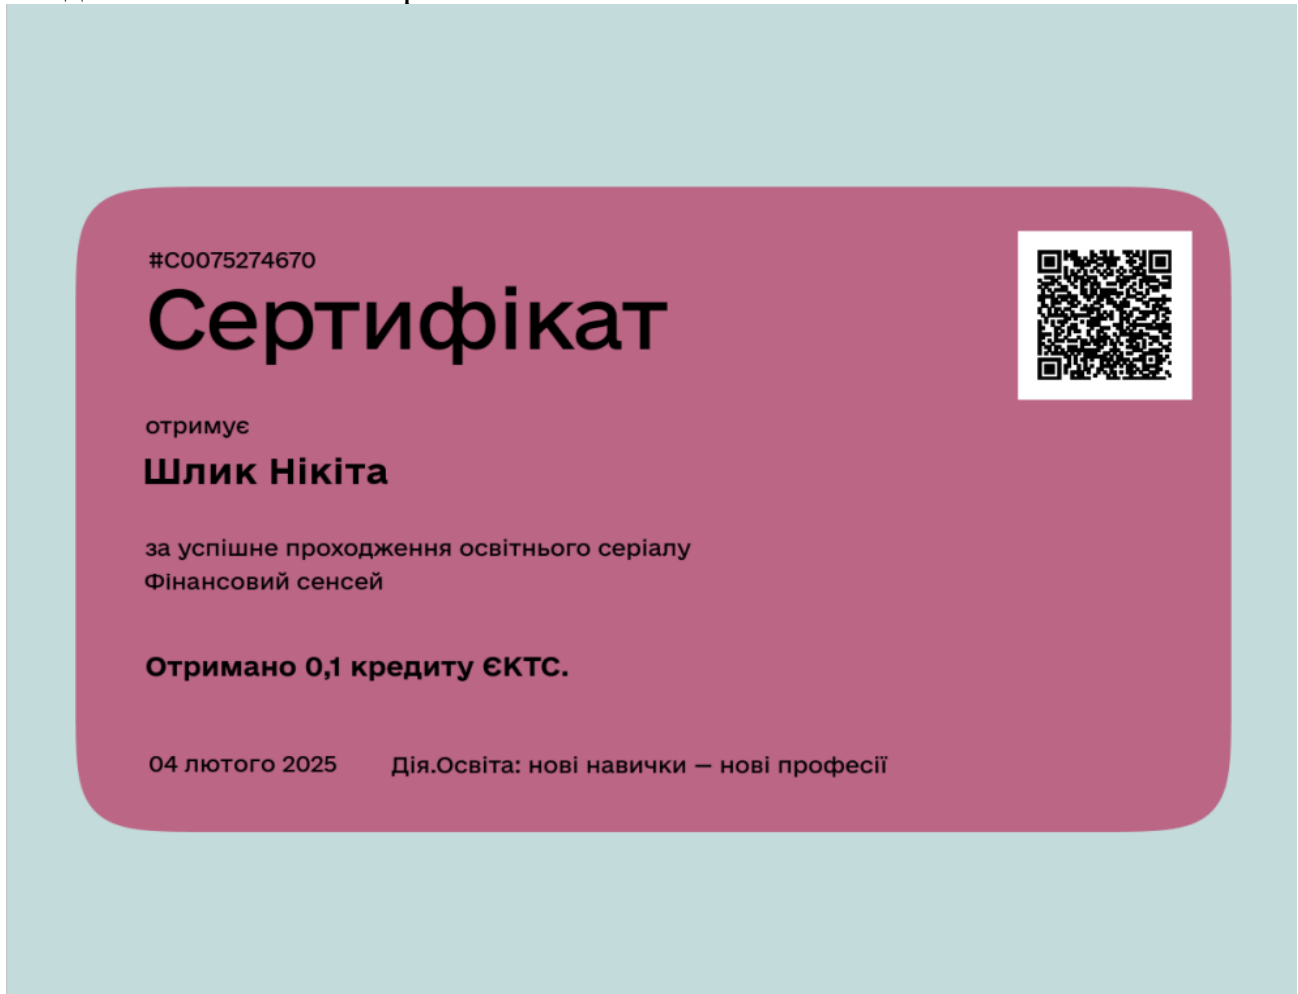 #C0075274670
Сертифікат
отримує
Шлик Нікіта
за успішне проходження освітнього серіалу
Фінансовий сенсей
Отримано 0,1 кредиту ЄКТС.
04 лютого 2025 Дія.Освіта: нові навички — нові професії